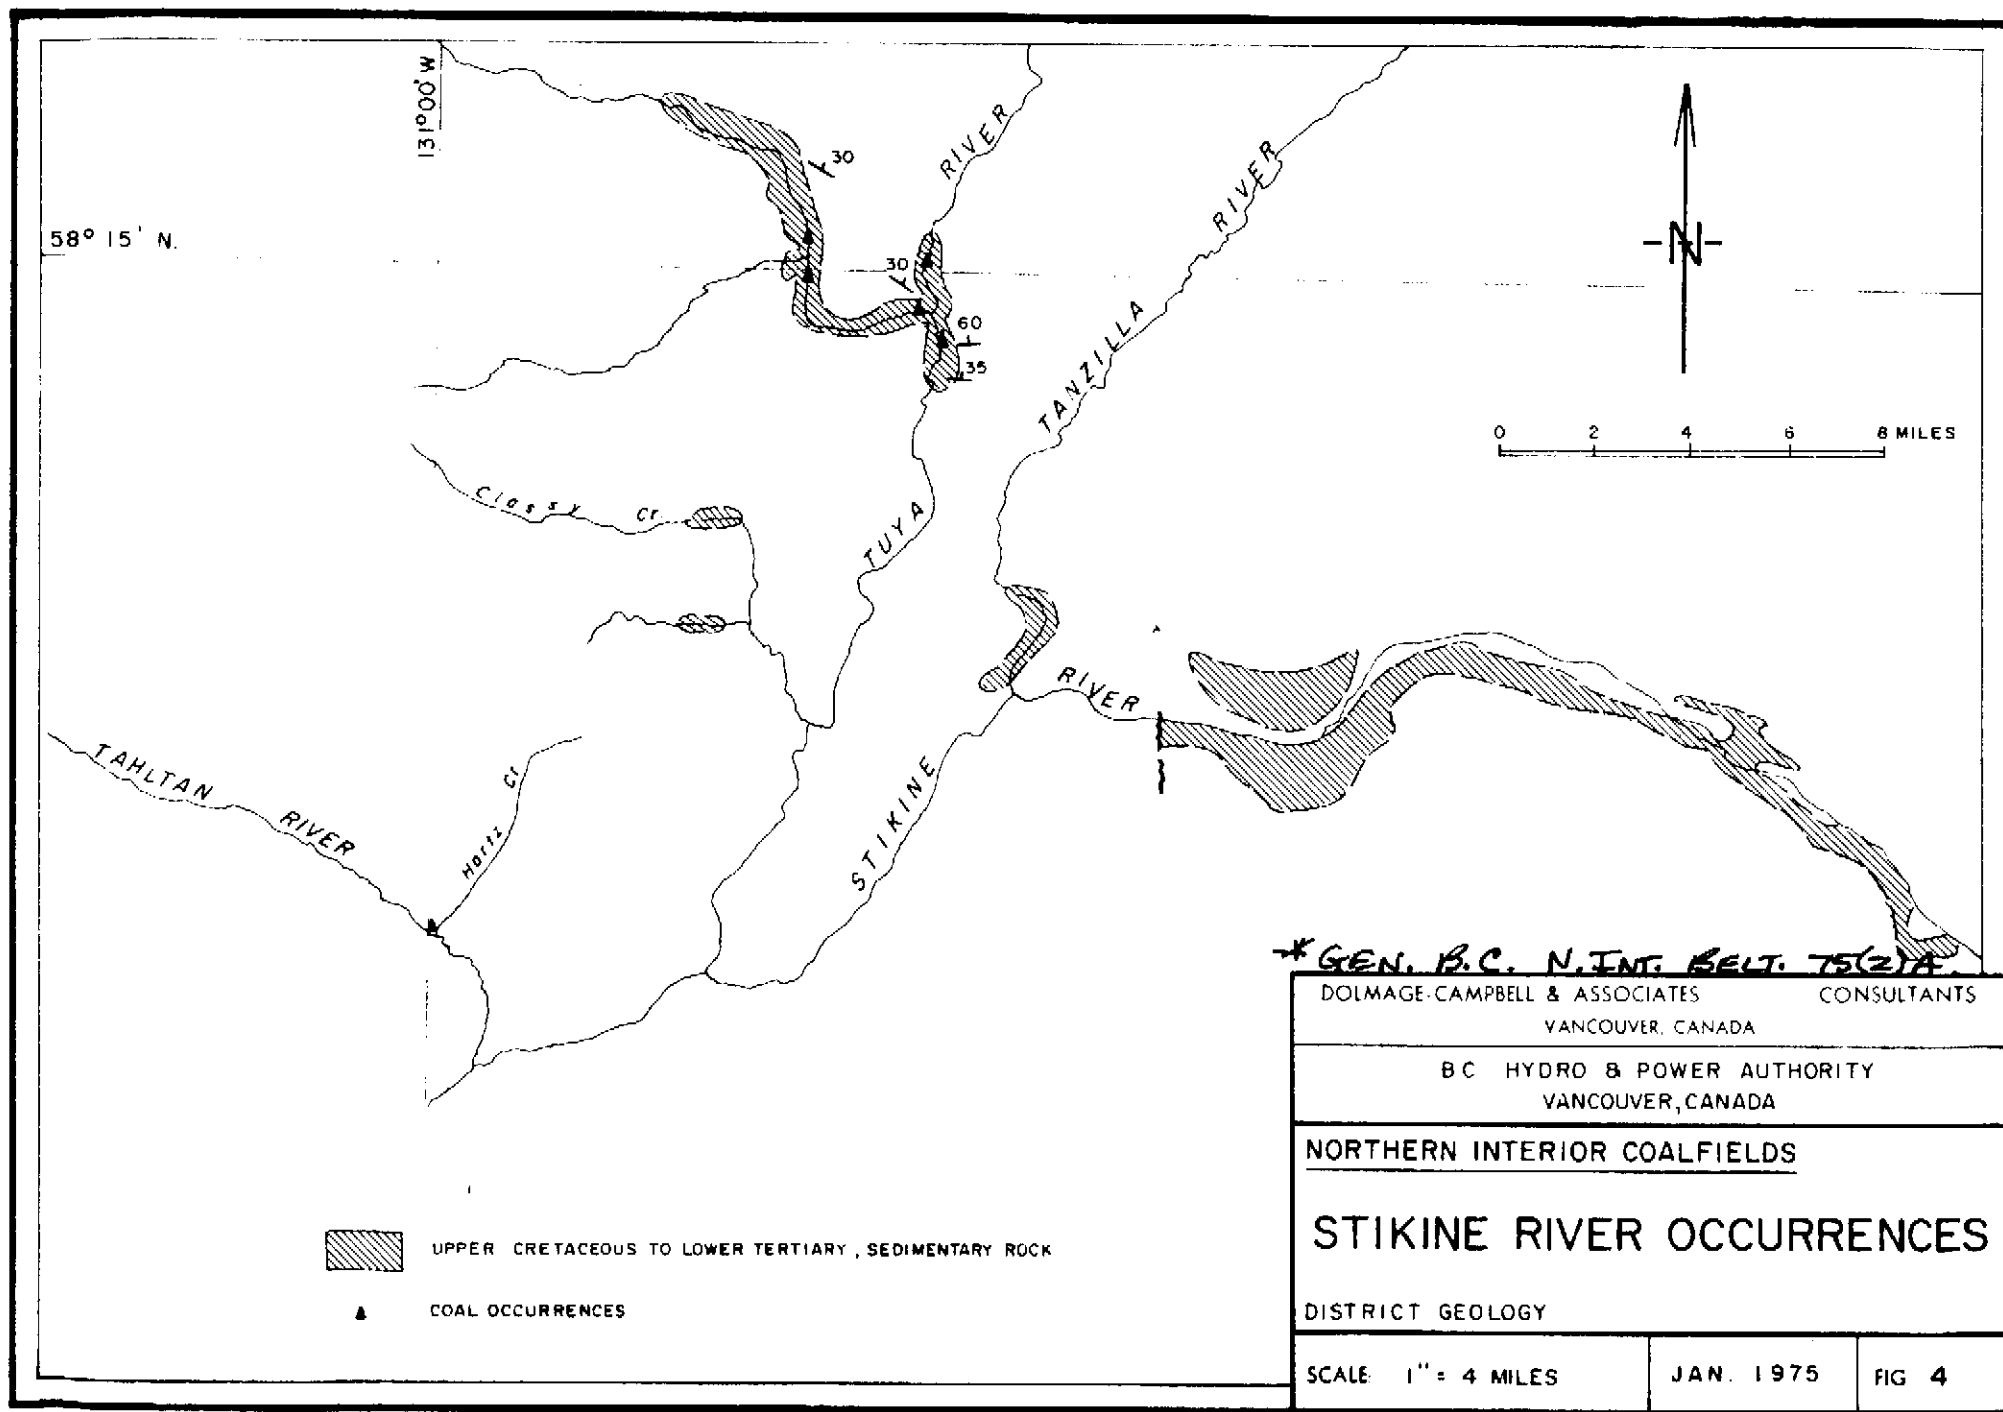 131°00' W
58° 15' N.
30
RIVER
RIVER
30
60
35
TANZILLA
N
0 2 4 6 8 MILES
Classy Cr.
TUYA
RIVER
TAHLTAN
RIVER
Hartz Cr
STIKINE
* GEN. B.C. N. INT. BELT. 75(2)A.
DOLMAGE-CAMPBELL & ASSOCIATES CONSULTANTS
VANCOUVER, CANADA
BC HYDRO & POWER AUTHORITY
VANCOUVER, CANADA
NORTHERN INTERIOR COALFIELDS
STIKINE RIVER OCCURRENCES
DISTRICT GEOLOGY
SCALE 1" = 4 MILES
JAN. 1975
FIG 4
UPPER CRETACEOUS TO LOWER TERTIARY, SEDIMENTARY ROCK
COAL OCCURRENCES